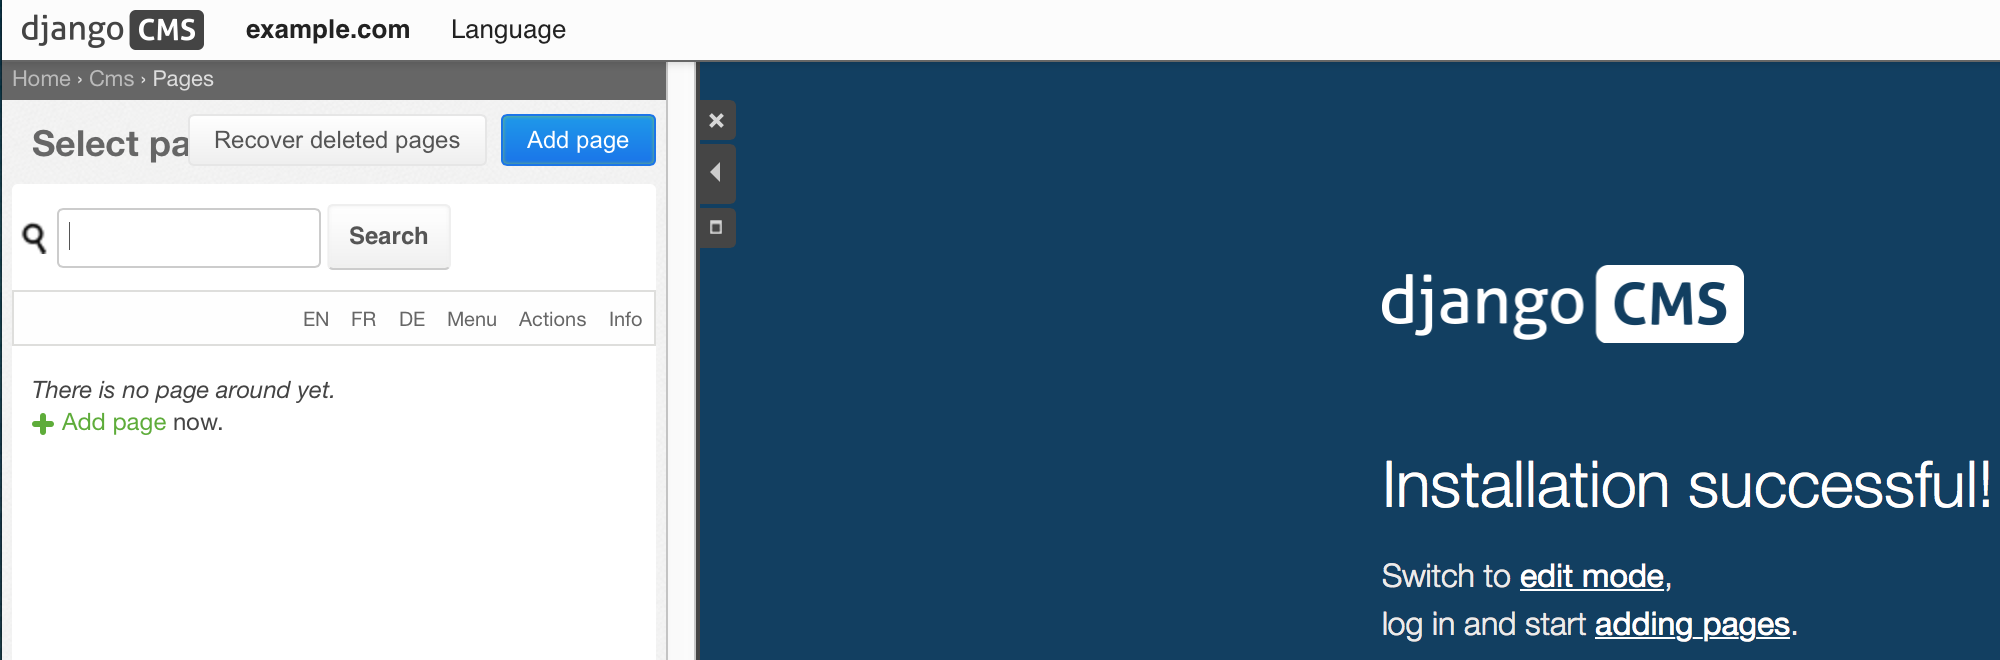 django CMS example.com Language
Home › Cms › Pages
Select pa Recover deleted pages Add page
Search
EN FR DE Menu Actions Info
There is no page around yet.
Add page now.
django CMS
Installation successful!
Switch to edit mode,
log in and start adding pages.